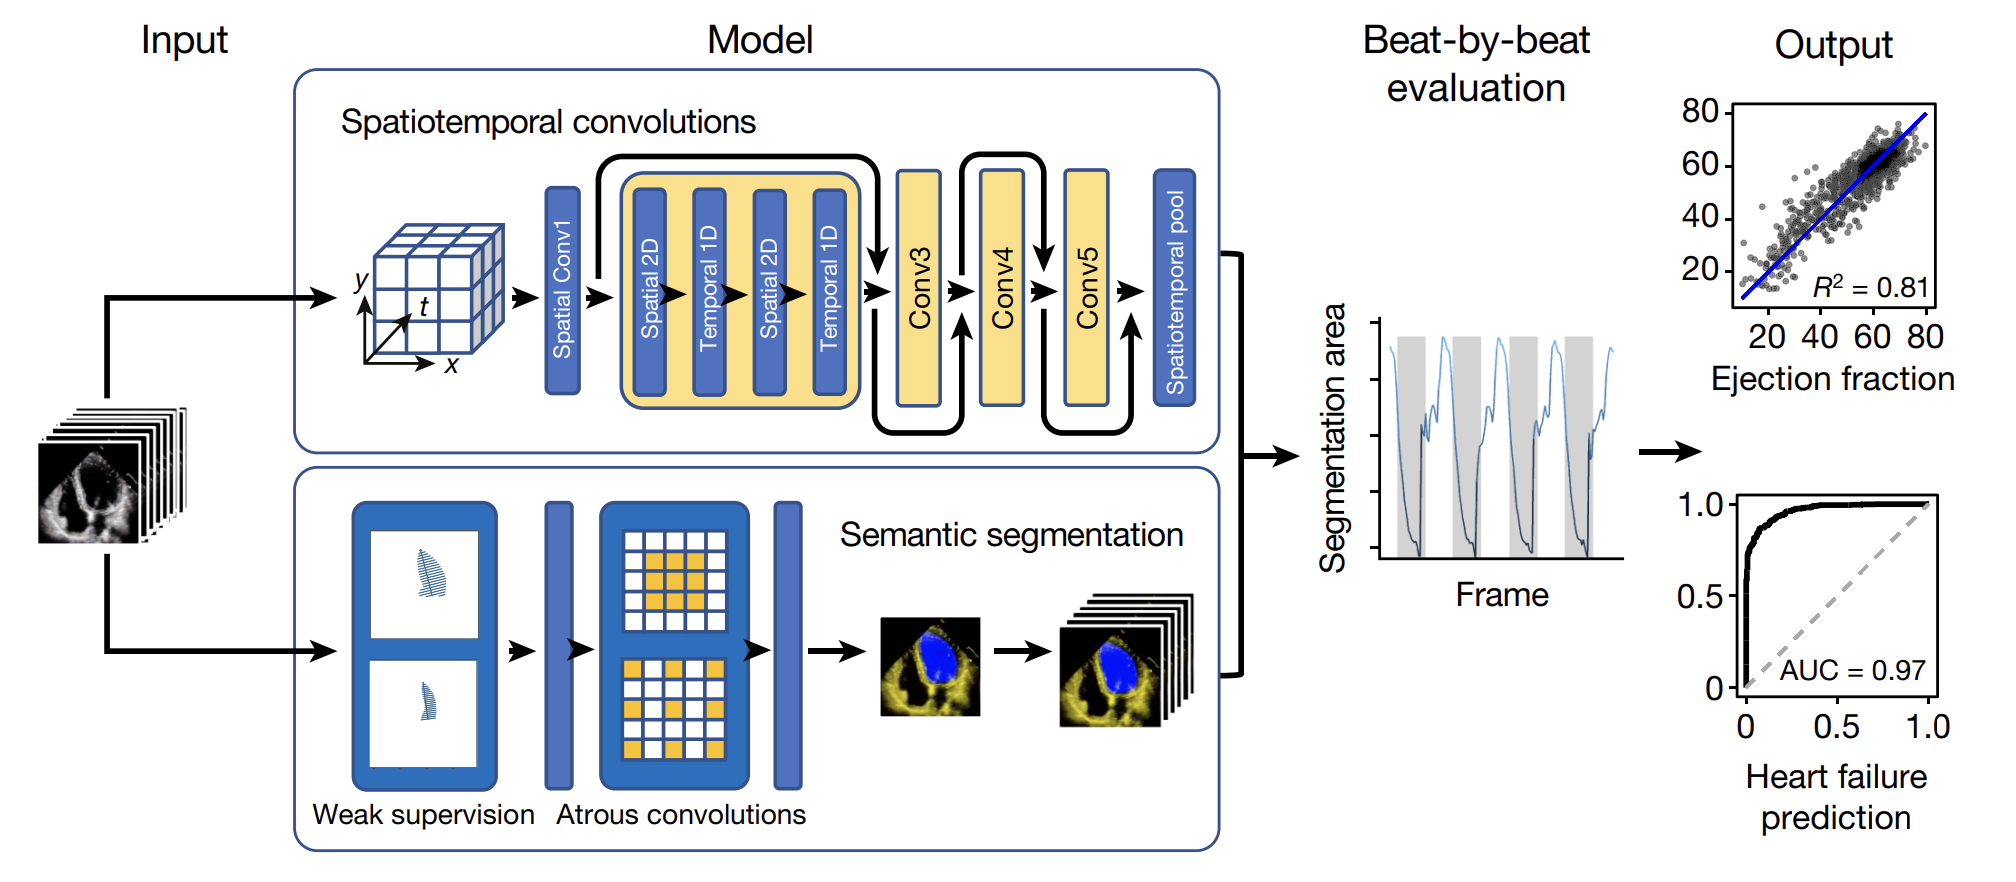 Input
Model
Beat-by-beat
evaluation
Output
Spatiotemporal convolutions
y
t
x
Spatial Conv1
Spatial 2D
Temporal 1D
Spatial 2D
Temporal 1D
Conv3
Conv4
Conv5
Spatiotemporal pool
Weak supervision
Atrous convolutions
Semantic segmentation
Segmentation area
Frame
80
60
40
20
R² = 0.81
20 40 60 80
Ejection fraction
1.0
0.5
0
AUC = 0.97
0 0.5 1.0
Heart failure
prediction